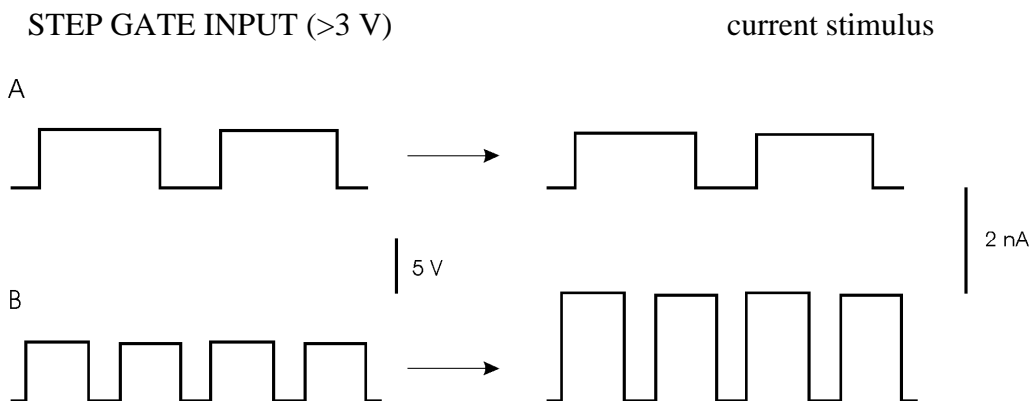 STEP GATE INPUT (>3 V)
current stimulus
A
5 V
2 nA
B